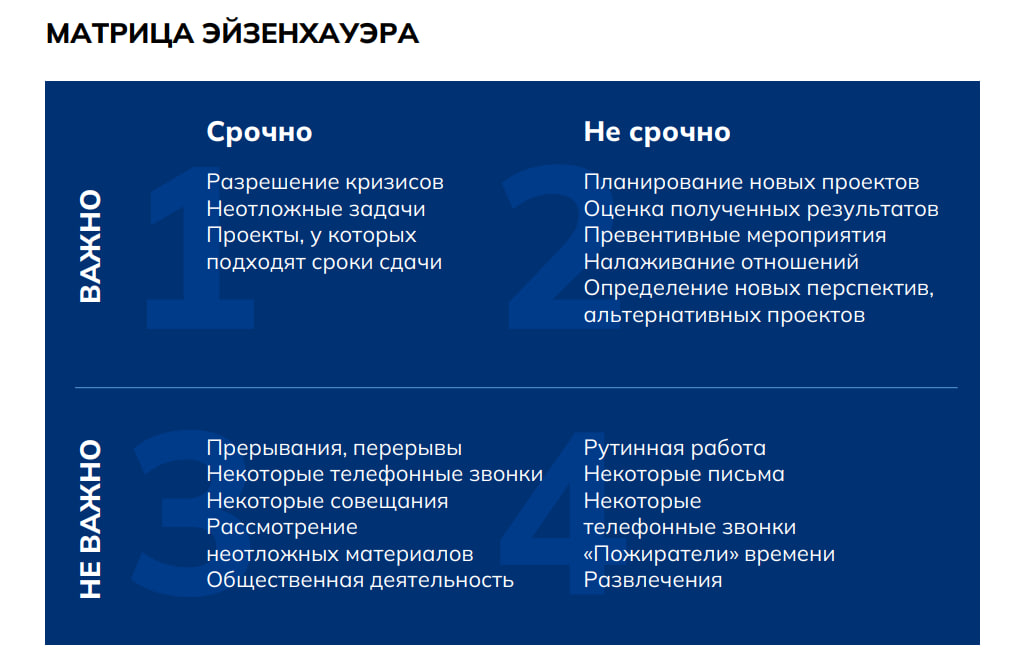 МАТРИЦА ЭЙЗЕНХАУЭРА
Срочно
Не срочно
ВАЖНО
1
Разрешение кризисов
Неотложные задачи
Проекты, у которых
подходят сроки сдачи
2
Планирование новых проектов
Оценка полученных результатов
Превентивные мероприятия
Налаживание отношений
Определение новых перспектив,
альтернативных проектов
НЕ ВАЖНО
3
Прерывания, перерывы
Некоторые телефонные звонки
Некоторые совещания
Рассмотрение
неотложных материалов
Общественная деятельность
4
Рутинная работа
Некоторые письма
Некоторые
телефонные звонки
«Пожиратели» времени
Развлечения